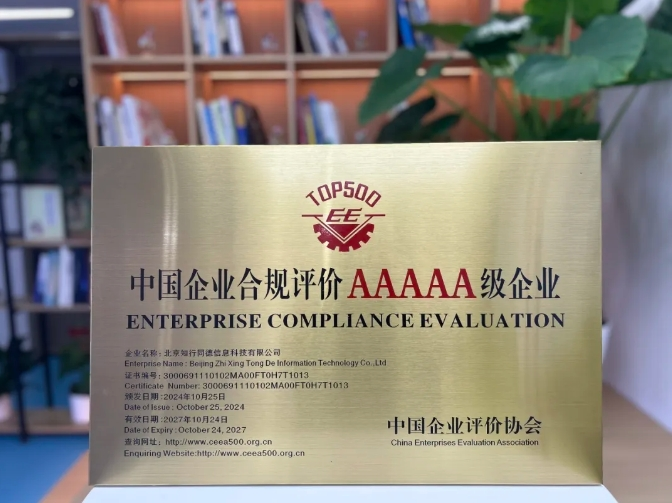 TOP500
EE
中国企业合规评价AAAAA级企业
ENTERPRISE COMPLIANCE EVALUATION
企业名称: 北京知行同德信息科技有限公司
Enterprise Name : Beijing Zhi Xing Tong De Information Technology Co.,Ltd
证书编号: 3000691110102MA00FT0H7T1013
Certificate Number: 3000691110102MA00FT0H7T1013
颁发日期:2024年10月25日
Date of Issue : October 25, 2024
有效日期:2027年10月24日
Date of Expiry : October 24, 2027
查询网址: http://www.ceea500.org.cn
Enquiring Website:http://www.ceea500.org.cn
中国企业评价协会
China Enterprises Evaluation Association